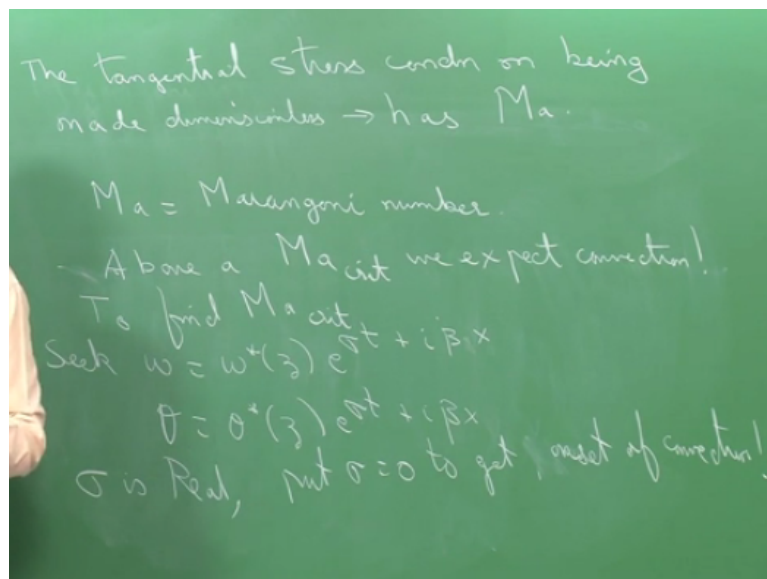 The tangential stress condn on being
made dimensionless → has Ma.
Ma = Marangoni number.
Above a Ma crit we expect convection!
To find Ma crit
Seek w = w*(z) e^σt + iβx
θ = θ*(z) e^σt + iβx
σ is Real, put σ = 0 to get onset of convection!